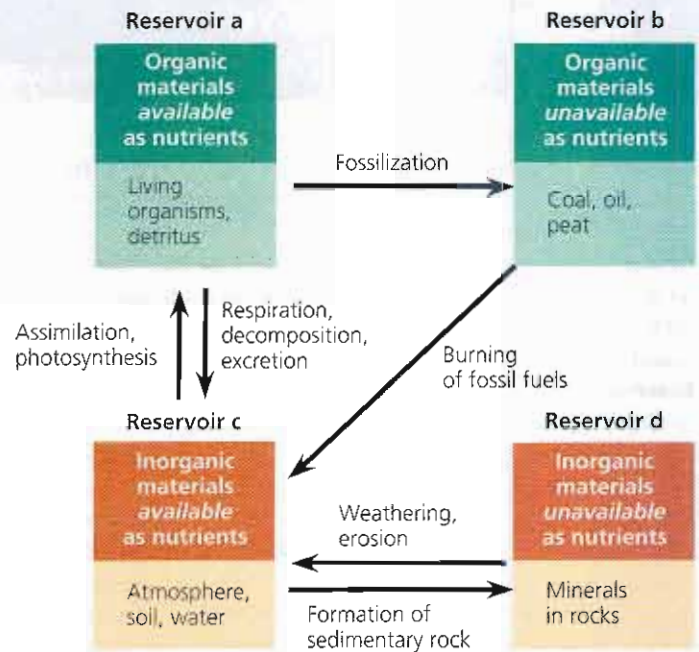 Reservoir a
Organic
materials
available
as nutrients
Living
organisms,
detritus
Fossilization
Reservoir b
Organic
materials
unavailable
as nutrients
Coal, oil,
peat
Assimilation,
photosynthesis
Respiration,
decomposition,
excretion
Burning
of fossil fuels
Reservoir c
Inorganic
materials
available
as nutrients
Atmosphere,
soil, water
Weathering,
erosion
Formation of
sedimentary rock
Reservoir d
Inorganic
materials
unavailable
as nutrients
Minerals
in rocks